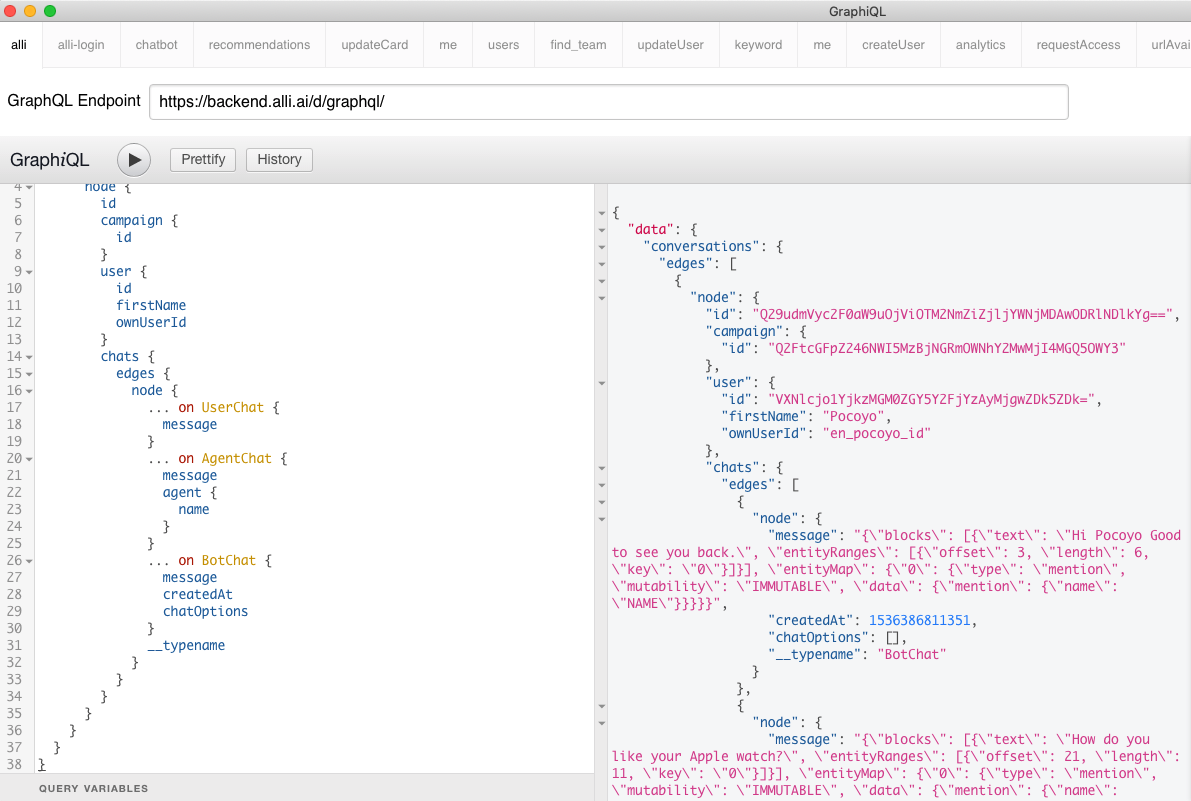 GraphiQL
alli alli-login chatbot recommendations updateCard me users find_team updateUser keyword me createUser analytics requestAccess urlAvai
GraphQL Endpoint https://backend.alli.ai/d/graphql/
GraphiQL Prettify History
4 node {
5 id
6 campaign {
7 id
8 }
9 user {
10 id
11 firstName
12 ownUserId
13 }
14 chats {
15 edges {
16 node {
17 ... on UserChat {
18 message
19 }
20 ... on AgentChat {
21 message
22 agent {
23 name
24 }
25 }
26 ... on BotChat {
27 message
28 createdAt
29 chatOptions
30 }
31 __typename
32 }
33 }
34 }
35 }
36 }
37 }
38 }
QUERY VARIABLES
{
"data": {
"conversations": {
"edges": [
{
"node": {
"id": "Q29udmVyc2F0aW9uOjViOTM2NmZiZjljYWNjMDAwODRlNDlkYg==",
"campaign": {
"id": "Q2FtcGFpZ246NWI5MzBjNGRmOWNhYzMwMjI4MGQ5OWY3"
},
"user": {
"id": "VXNlcjo1YjkzMGM0ZGY5Y2FjYzAyMjgwZDk5ZDk=",
"firstName": "Pocoyo",
"ownUserId": "en_pocoyo_id"
},
"chats": {
"edges": [
{
"node": {
"message": "{\"blocks\": [{\"text\": \"Hi Pocoyo Good
to see you back.\", \"entityRanges\": [{\"offset\": 3, \"length\": 6,
\"key\": \"0\"}]}], \"entityMap\": {\"0\": {\"type\": \"mention\",
\"mutability\": \"IMMUTABLE\", \"data\": {\"mention\": {\"name\":
\"NAME\"}}}}}",
"createdAt": 1536386811351,
"chatOptions": [],
"__typename": "BotChat"
}
},
{
"node": {
"message": "{\"blocks\": [{\"text\": \"How do you
like your Apple watch?\", \"entityRanges\": [{\"offset\": 21, \"length\":
11, \"key\": \"0\"}]}], \"entityMap\": {\"0\": {\"type\": \"mention\",
\"mutability\": \"IMMUTABLE\", \"data\": {\"mention\": {\"name\":